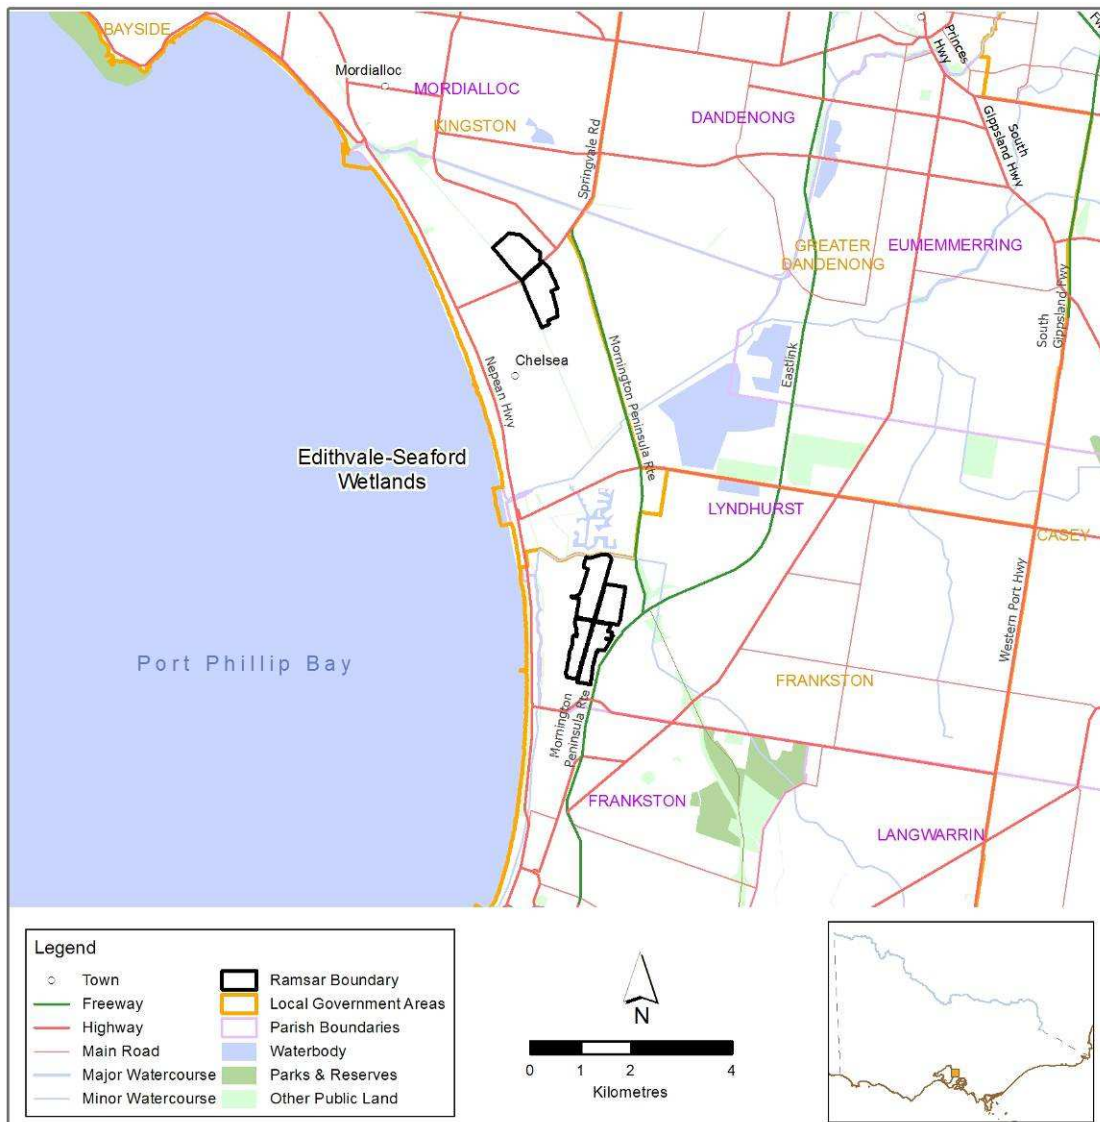 BAYSIDE
Mordialloc
MORDIALLOC
KINGSTON
Springvale Rd
DANDENONG
Princes
Hwy
South
Gippsland Hwy
GREATER
DANDENONG
EUMEMMERRING
South
Gippsland Fwy
Chelsea
Nepean Hwy
Mornington Peninsula Rte
Eastlink
Edithvale-Seaford
Wetlands
LYNDHURST
CASEY
Western Port Hwy
Port Phillip Bay
FRANKSTON
Mornington
Peninsula Rte
FRANKSTON
LANGWARRIN
Legend
Town
Freeway
Highway
Main Road
Major Watercourse
Minor Watercourse
Ramsar Boundary
Local Government Areas
Parish Boundaries
Waterbody
Parks & Reserves
Other Public Land
N
0 1 2 4
Kilometres